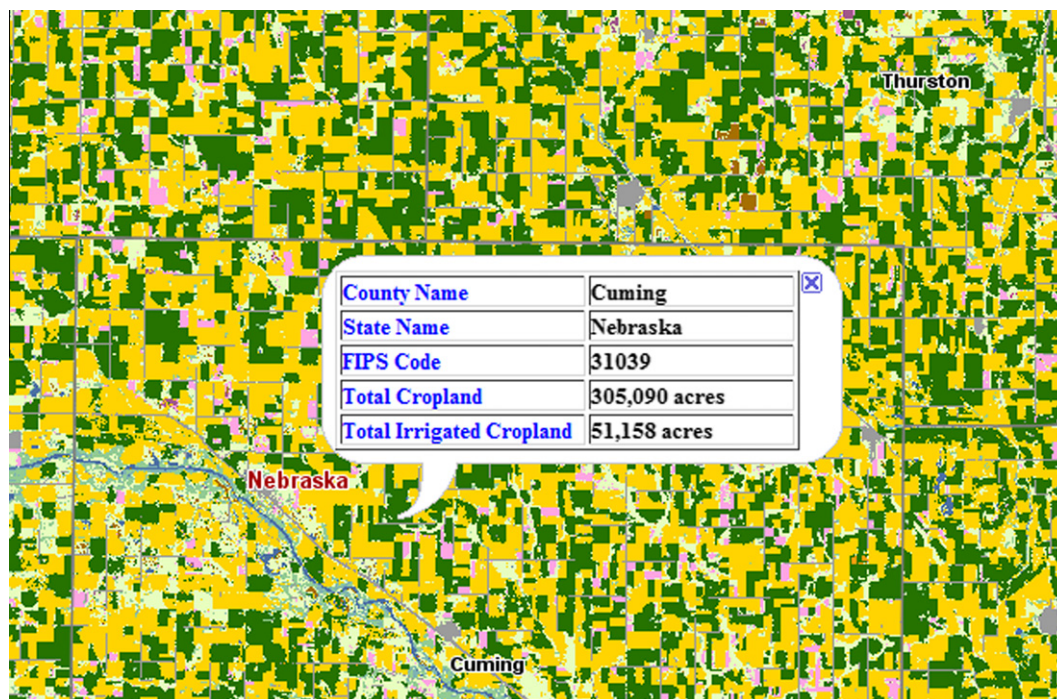 Thurston
County Name Cuming
State Name Nebraska
FIPS Code 31039
Total Cropland 305,090 acres
Total Irrigated Cropland 51,158 acres
Nebraska
Cuming